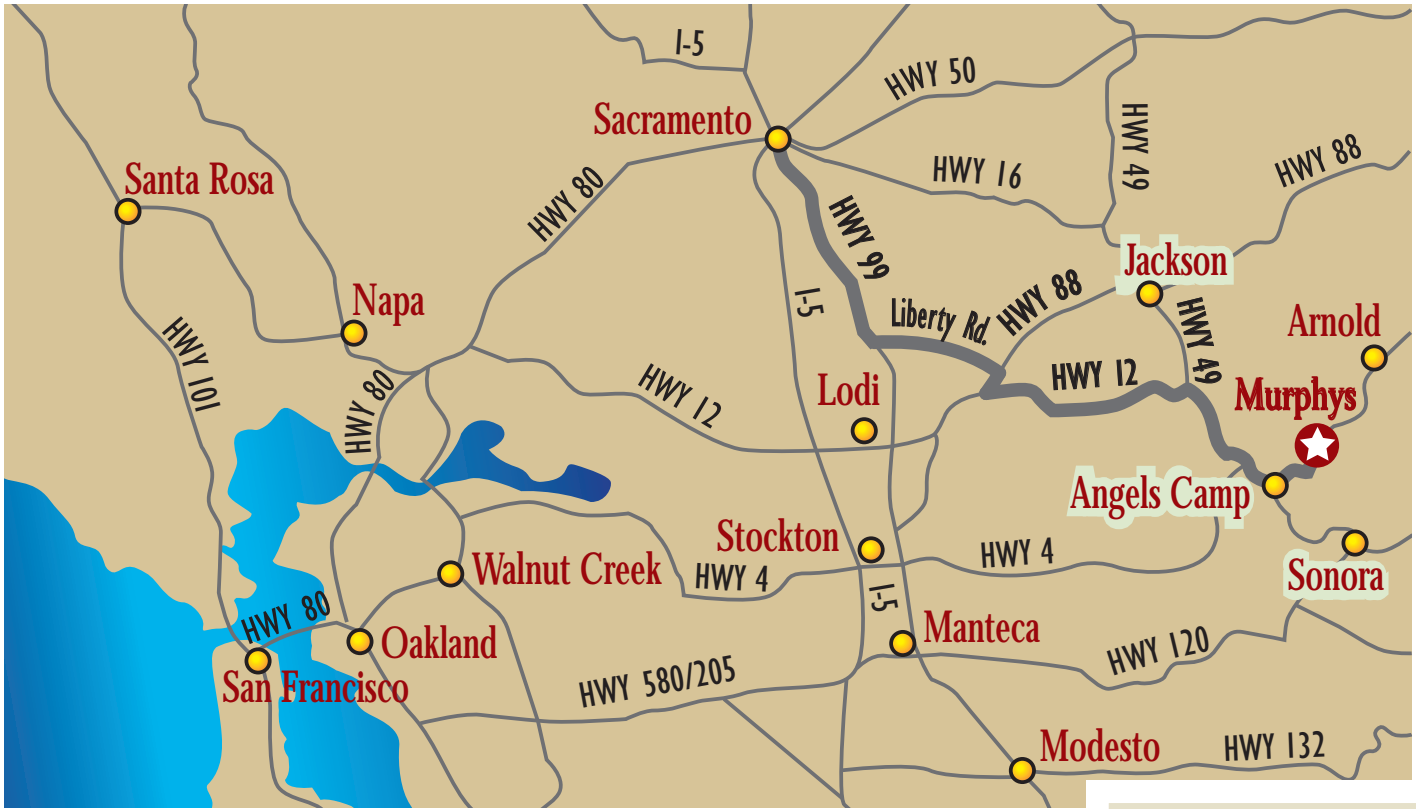 I-5
HWY 50
Sacramento
HWY 49
HWY 88
HWY 16
Santa Rosa
HWY 80
HWY 99
Jackson
Napa
I-5
Liberty Rd.
HWY 88
HWY 49
Arnold
HWY 101
HWY 80
HWY 12
Lodi
HWY 12
Murphys
Angels Camp
Stockton
HWY 4
Walnut Creek
HWY 4
I-5
Sonora
HWY 80
Oakland
Manteca
HWY 120
San Francisco
HWY 580/205
Modesto
HWY 132